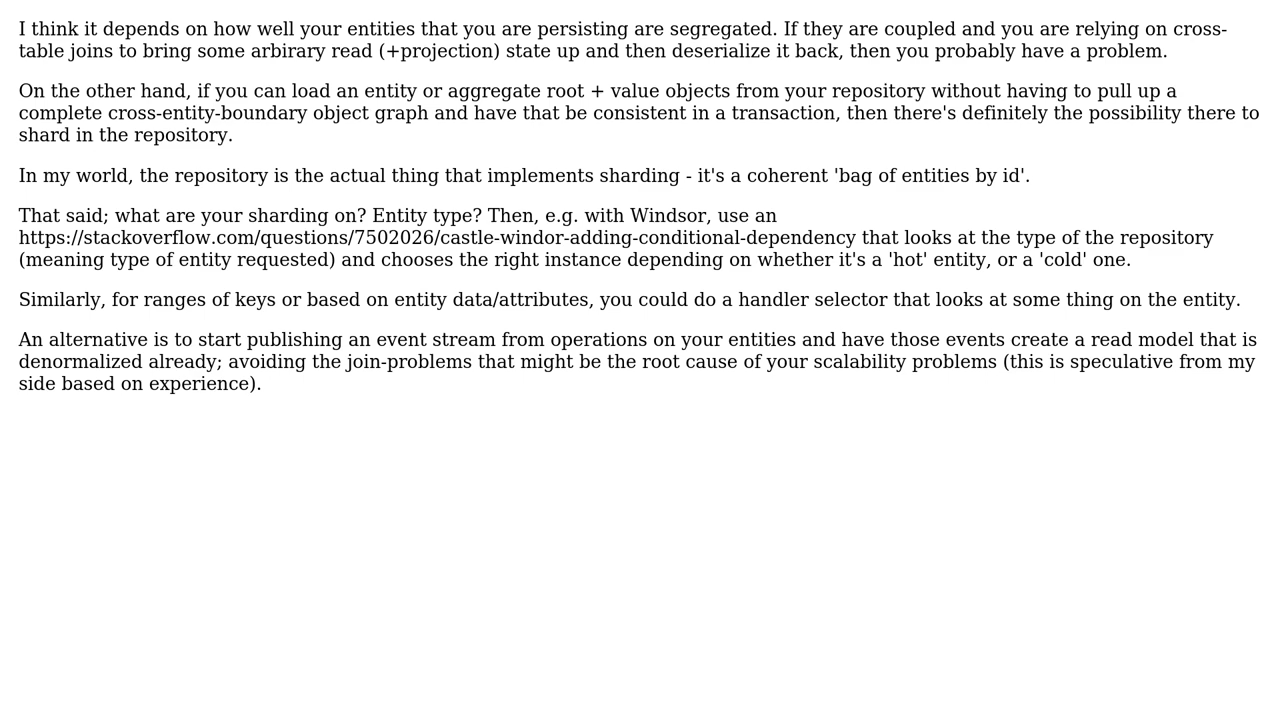 I think it depends on how well your entities that you are persisting are segregated. If they are coupled and you are relying on cross-
table joins to bring some arbirary read (+projection) state up and then deserialize it back, then you probably have a problem.
On the other hand, if you can load an entity or aggregate root + value objects from your repository without having to pull up a
complete cross-entity-boundary object graph and have that be consistent in a transaction, then there's definitely the possibility there to
shard in the repository.
In my world, the repository is the actual thing that implements sharding - it's a coherent 'bag of entities by id'.
That said; what are your sharding on? Entity type? Then, e.g. with Windsor, use an
https://stackoverflow.com/questions/7502026/castle-windor-adding-conditional-dependency that looks at the type of the repository
(meaning type of entity requested) and chooses the right instance depending on whether it's a 'hot' entity, or a 'cold' one.
Similarly, for ranges of keys or based on entity data/attributes, you could do a handler selector that looks at some thing on the entity.
An alternative is to start publishing an event stream from operations on your entities and have those events create a read model that is
denormalized already; avoiding the join-problems that might be the root cause of your scalability problems (this is speculative from my
side based on experience).